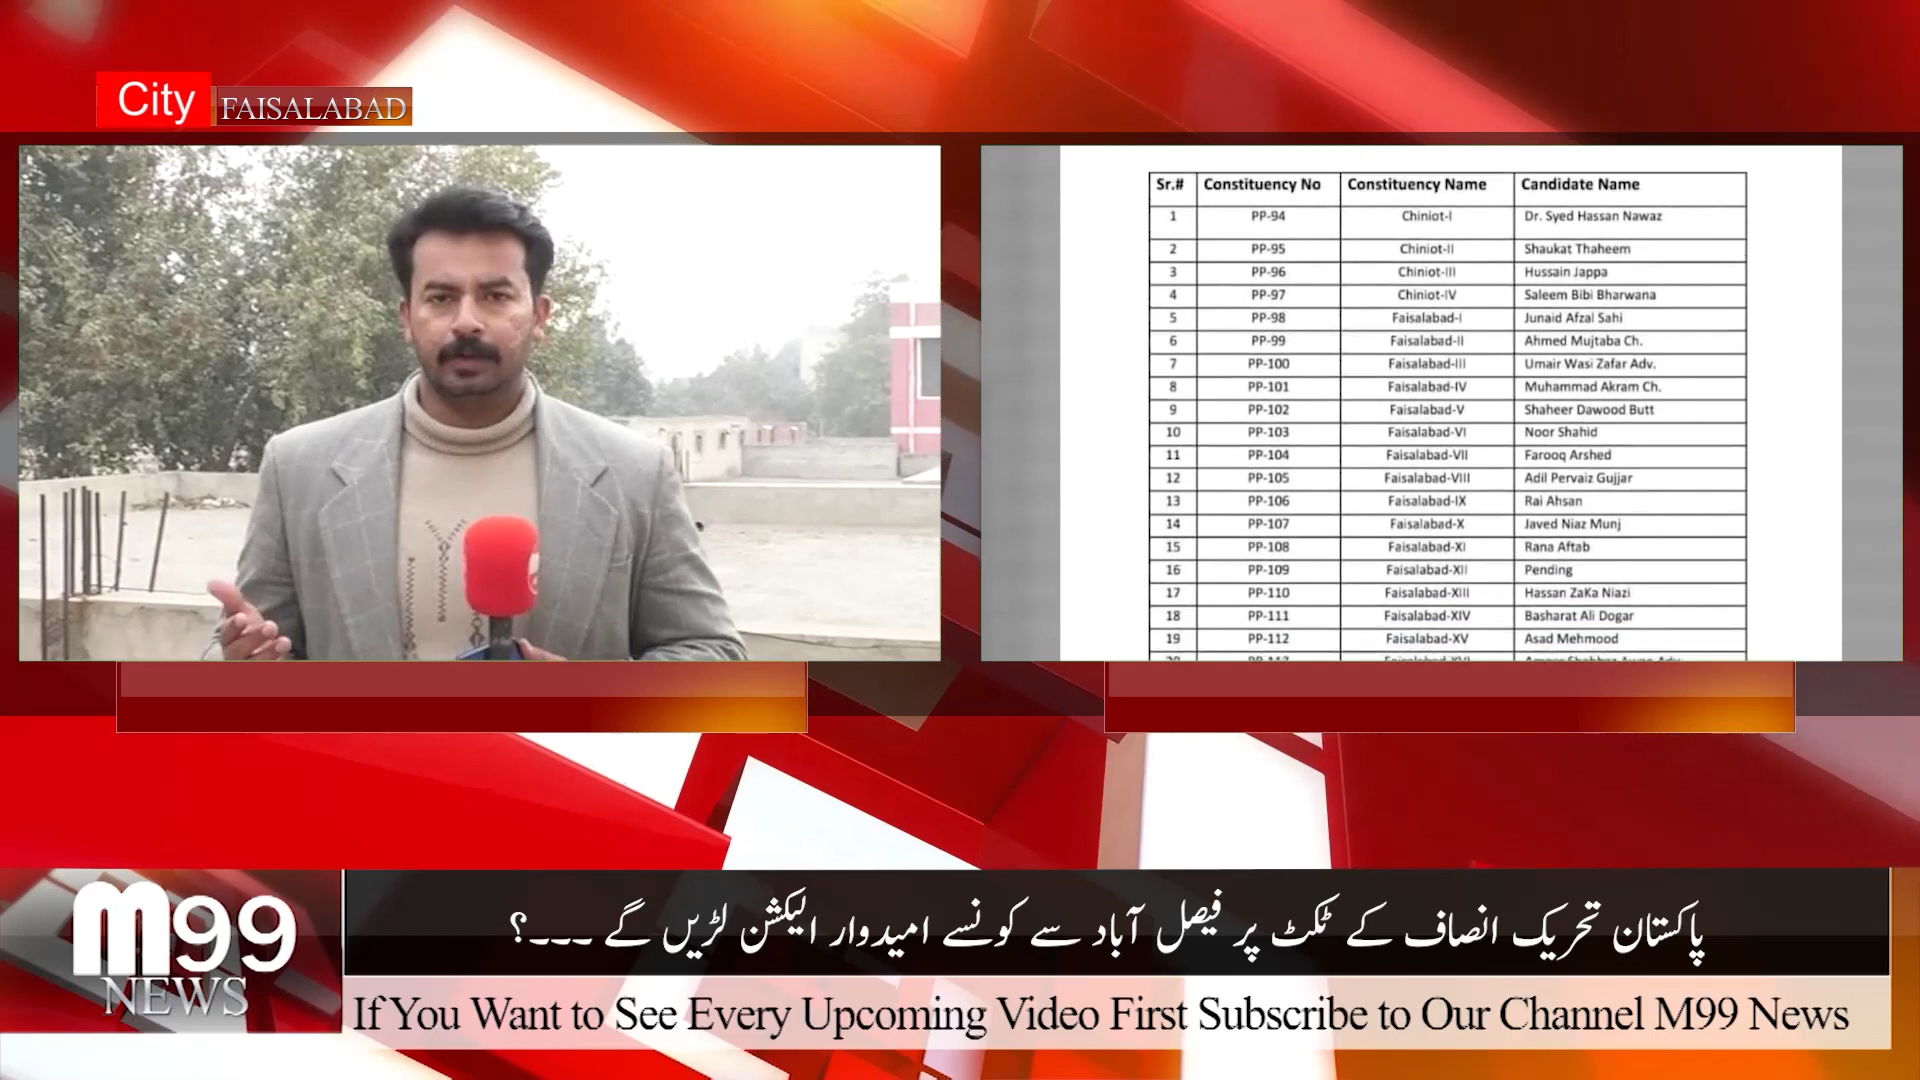 City FAISALABAD
Sr.# Constituency No Constituency Name Candidate Name
1 PP-94 Chiniot-I Dr. Syed Hassan Nawaz
2 PP-95 Chiniot-II Shaukat Thaheem
3 PP-96 Chiniot-III Hussain Jappa
4 PP-97 Chiniot-IV Saleem Bibi Bharwana
5 PP-98 Faisalabad-I Junaid Afzal Sahi
6 PP-99 Faisalabad-II Ahmed Mujtaba Ch.
7 PP-100 Faisalabad-III Umair Wasi Zafar Adv.
8 PP-101 Faisalabad-IV Muhammad Akram Ch.
9 PP-102 Faisalabad-V Shaheer Dawood Butt
10 PP-103 Faisalabad-VI Noor Shahid
11 PP-104 Faisalabad-VII Farooq Arshed
12 PP-105 Faisalabad-VIII Adil Pervaiz Gujjar
13 PP-106 Faisalabad-IX Rai Ahsan
14 PP-107 Faisalabad-X Javed Niaz Munj
15 PP-108 Faisalabad-XI Rana Aftab
16 PP-109 Faisalabad-XII Pending
17 PP-110 Faisalabad-XIII Hassan ZaKa Niazi
18 PP-111 Faisalabad-XIV Basharat Ali Dogar
19 PP-112 Faisalabad-XV Asad Mehmood
پاکستان تحریک انصاف کے ٹکٹ پر فیصل آباد سے کونسے امیدوار الیکشن لڑیں گے ---؟
M99
NEWS
If You Want to See Every Upcoming Video First Subscribe to Our Channel M99 News